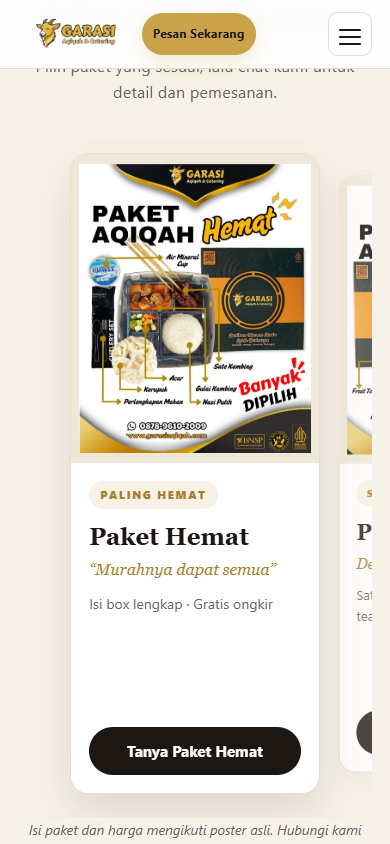 GARASI
Aqiqah & Catering
Pesan Sekarang
Pilih paket yang sesuai, lalu chat kami untuk
detail dan pemesanan.
GARASI
Aqiqah & Catering
PAKET
AQIQAH Hemat
Air Mineral
Cup
GARASI
Aqiqah & Catering
Sate Kambing
Acar
Gulai Kambing
Kerupuk
Perlengkapan Makan
Nasi Putih
Banyak
DIPILIH
0878-9610-2009
www.garasiaqiqah.com
BNSP
PALING HEMAT
Paket Hemat
“Murahnya dapat semua”
Isi box lengkap · Gratis ongkir
Tanya Paket Hemat
Isi paket dan harga mengikuti poster asli. Hubungi kami